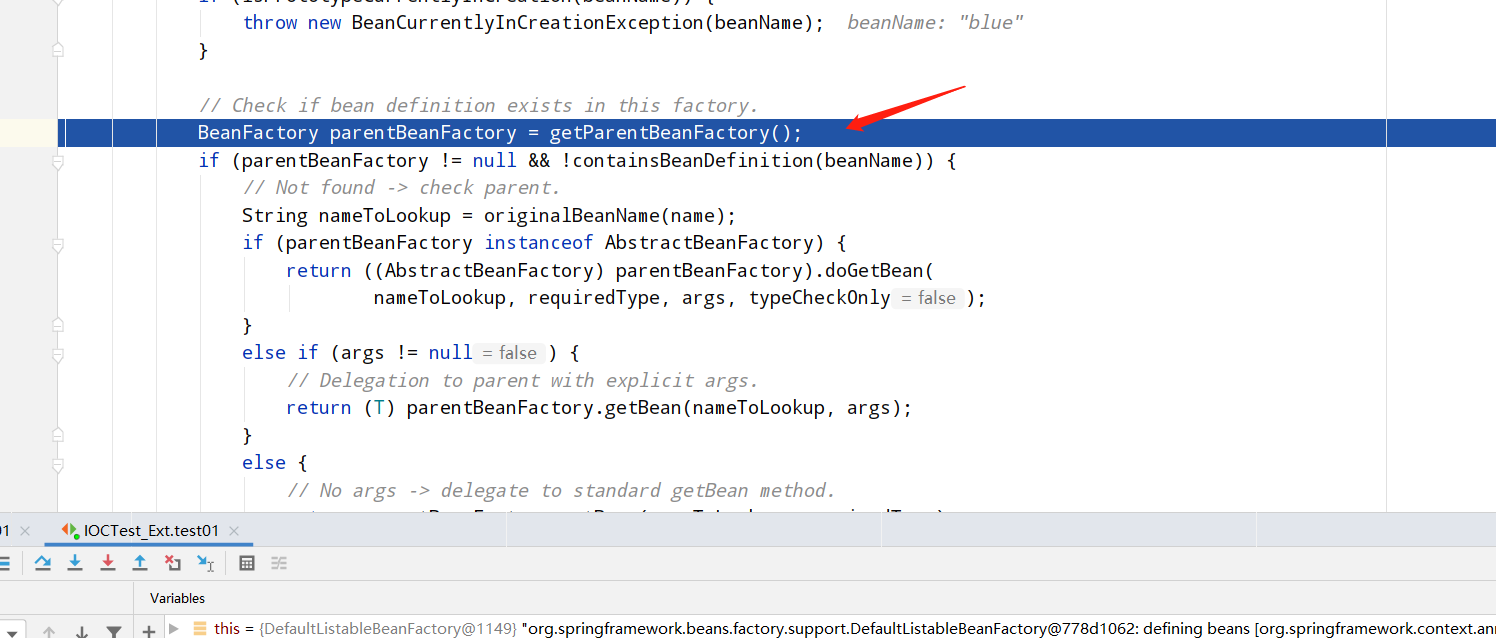 if (isPrototypeCurrentlyInCreation(beanName)) {
throw new BeanCurrentlyInCreationException(beanName); beanName: "blue"
}
// Check if bean definition exists in this factory.
BeanFactory parentBeanFactory = getParentBeanFactory();
if (parentBeanFactory != null && !containsBeanDefinition(beanName)) {
// Not found -> check parent.
String nameToLookup = originalBeanName(name);
if (parentBeanFactory instanceof AbstractBeanFactory) {
return ((AbstractBeanFactory) parentBeanFactory).doGetBean(
nameToLookup, requiredType, args, typeCheckOnly = false );
}
else if (args != null = false ) {
// Delegation to parent with explicit args.
return (T) parentBeanFactory.getBean(nameToLookup, args);
}
else {
// No args -> delegate to standard getBean method.
01 IOCTest_Ext.test01
Variables
this = {DefaultListableBeanFactory@1149} "org.springframework.beans.factory.support.DefaultListableBeanFactory@778d1062: defining beans [org.springframework.context.ann